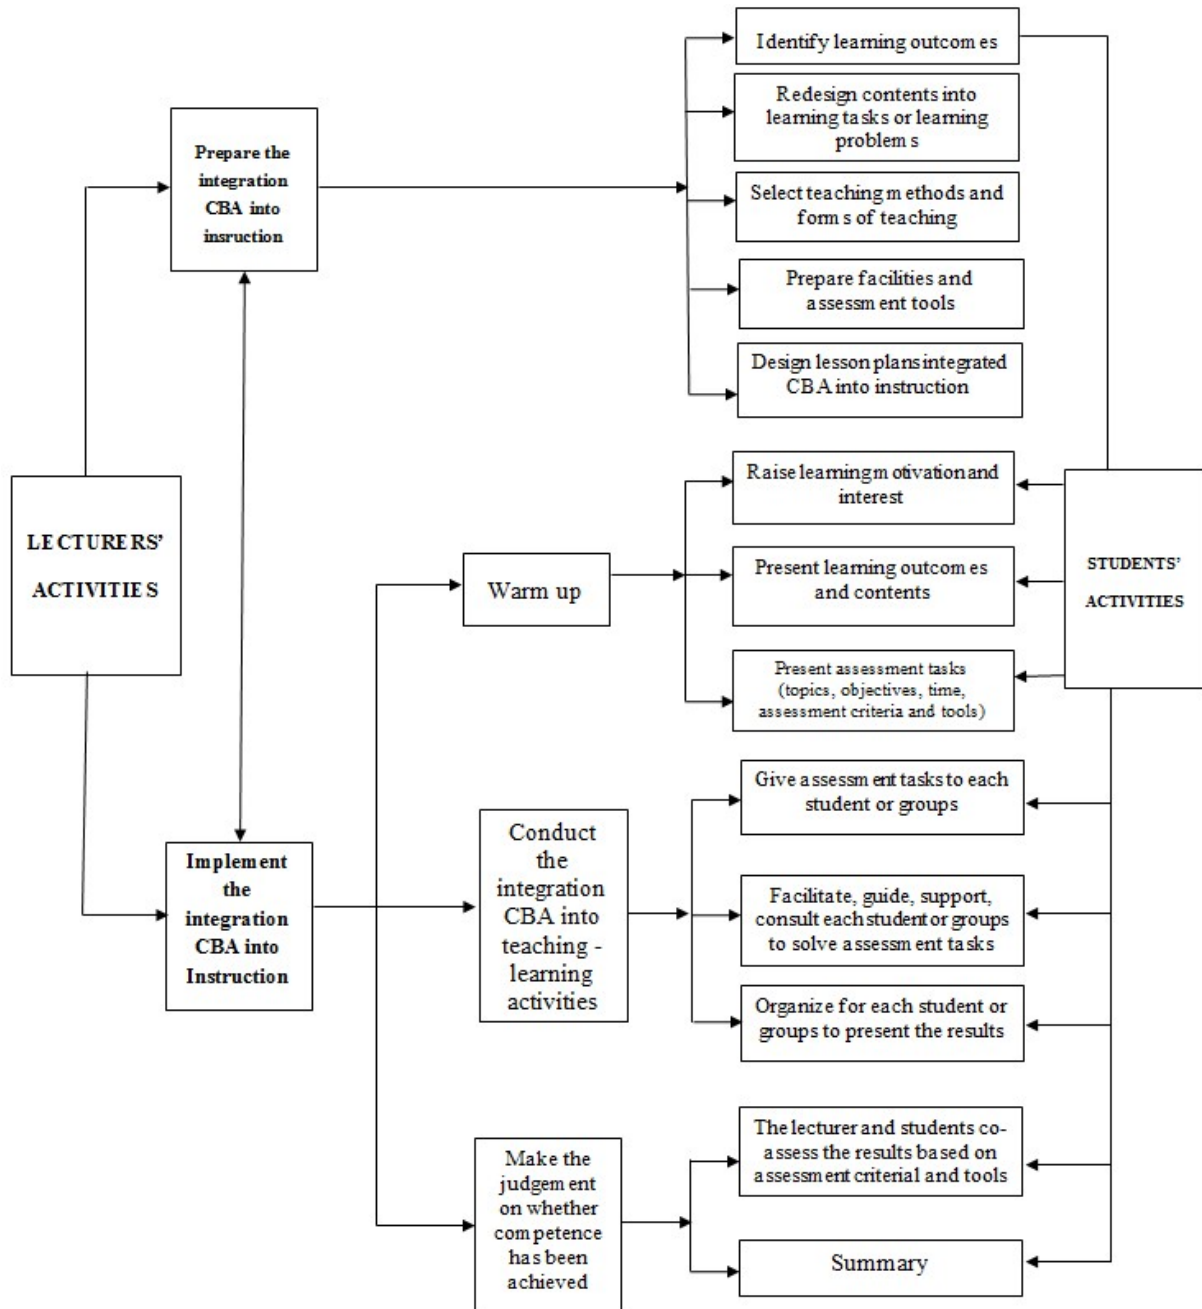 Identify learning outcomes
Redesign contents into
learning tasks or learning
problems
Prepare the
integration
CBA into
insruction
Select teaching methods and
forms of teaching
Prepare facilities and
assessment tools
Design lesson plans integrated
CBA into instruction
LECTURERS’
ACTIVITIES
Raise learning motivation and
interest
Warm up
Present learning outcomes
and contents
STUDENTS’
ACTIVITIES
Present assessment tasks
(topics, objectives, time,
assessment criteria and tools)
Implement
the
integration
CBA into
Instruction
Conduct
the
integration
CBA into
teaching -
learning
activities
Give assessment tasks to each
student or groups
Facilitate, guide, support,
consult each student or groups
to solve assessment tasks
Organize for each student or
groups to present the results
Make the
judgement
on whether
competence
has been
achieved
The lecturer and students co-
assess the results based on
assessment criterial and tools
Summary